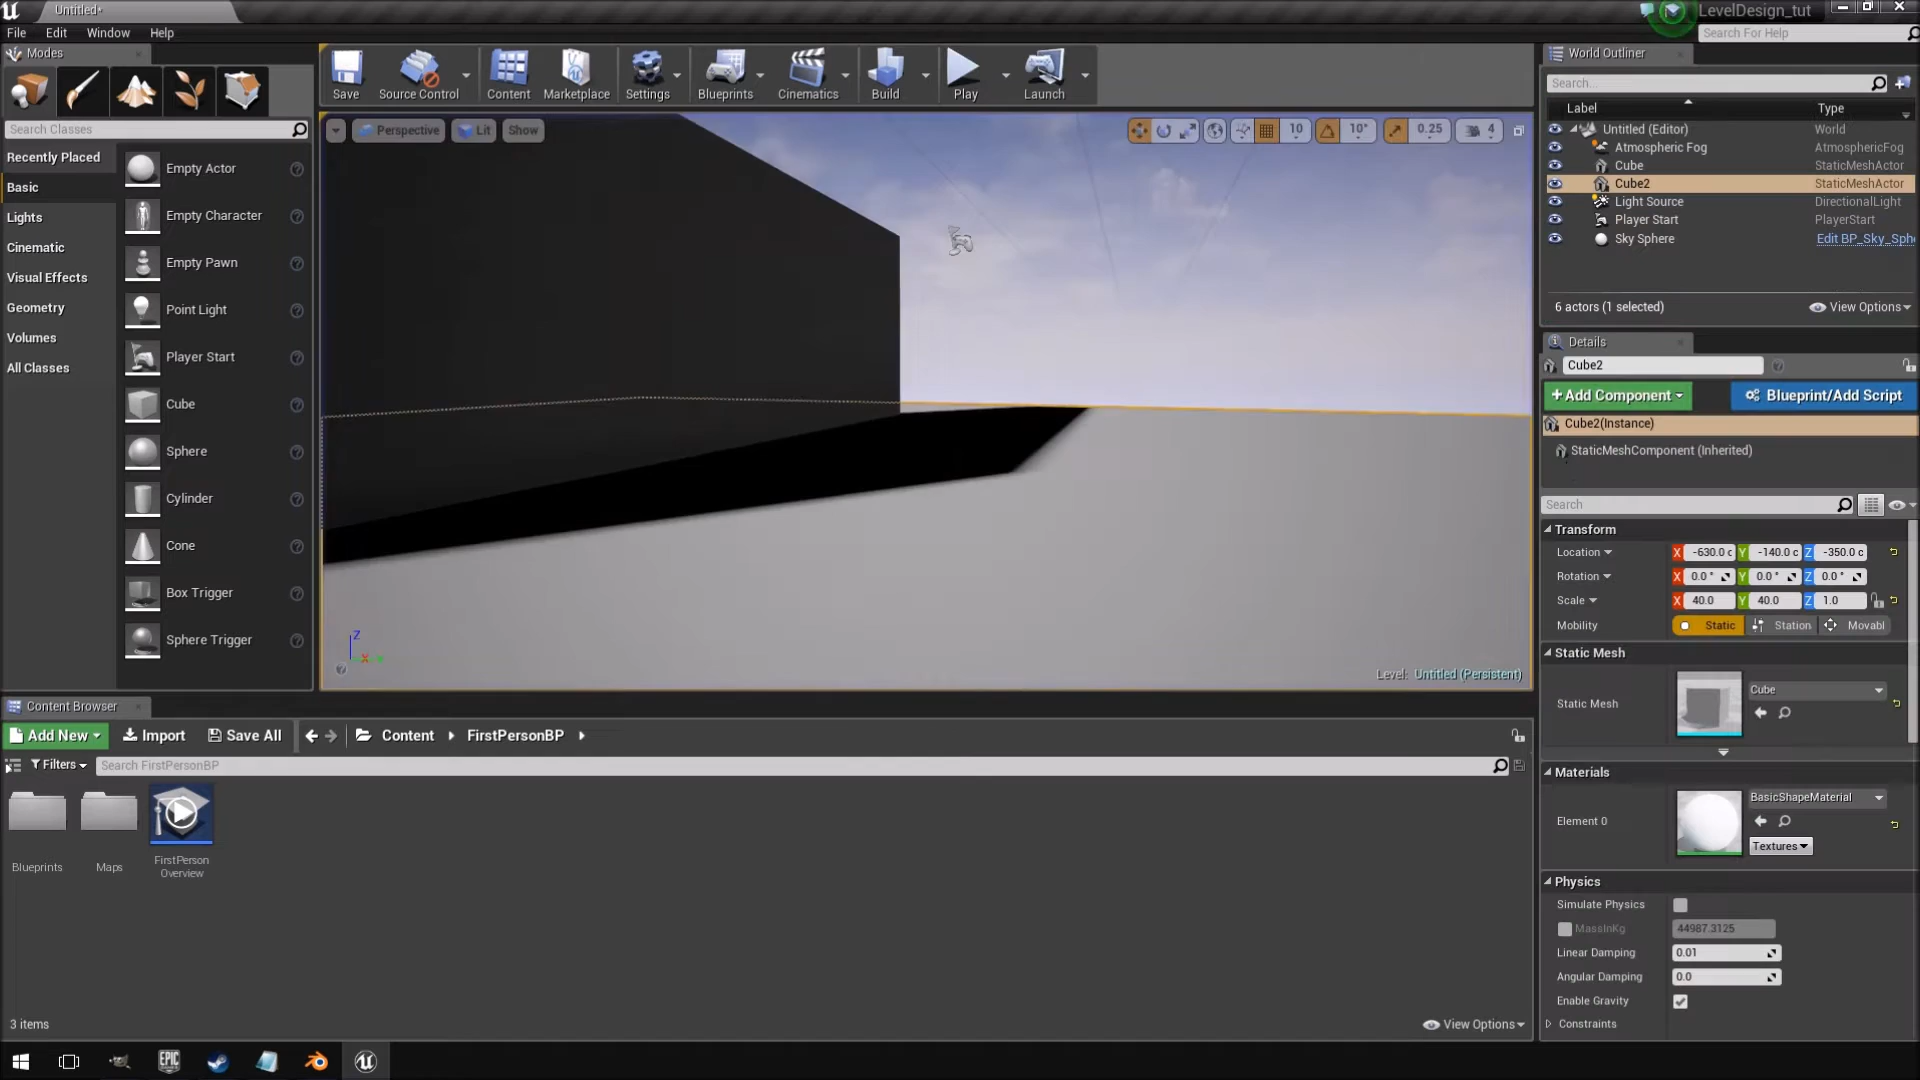 Untitled*
LevelDesign_tut
File Edit Window Help
Search For Help
Modes
Save
Source Control
Content
Marketplace
Settings
Blueprints
Cinematics
Build
Play
Launch
Search Classes
Recently Placed
Basic
Lights
Cinematic
Visual Effects
Geometry
Volumes
All Classes
Empty Actor
Empty Character
Empty Pawn
Point Light
Player Start
Cube
Sphere
Cylinder
Cone
Box Trigger
Sphere Trigger
Perspective
Lit
Show
10
10°
0.25
4
Z
X
Level: Untitled (Persistent)
World Outliner
Search...
Label Type
Untitled (Editor) World
Atmospheric Fog AtmosphericFog
Cube StaticMeshActor
Cube2 StaticMeshActor
Light Source DirectionalLight
Player Start PlayerStart
Sky Sphere Edit BP_Sky_Sph
6 actors (1 selected) View Options
Details
Cube2
+Add Component Blueprint/Add Script
Cube2(Instance)
StaticMeshComponent (Inherited)
Search
Transform
Location X -630.0 c Y -140.0 c Z -350.0 c
Rotation X 0.0 ° Y 0.0 ° Z 0.0 °
Scale X 40.0 Y 40.0 Z 1.0
Mobility Static Station Movabl
Static Mesh
Static Mesh Cube
Materials
Element 0 BasicShapeMaterial
Textures
Physics
Simulate Physics
MassInKg 44987.3125
Linear Damping 0.01
Angular Damping 0.0
Enable Gravity
Constraints
Content Browser
Add New Import Save All Content FirstPersonBP
Filters Search FirstPersonBP
Blueprints
Maps
FirstPerson
Overview
3 items
View Options
EPIC
GAMES